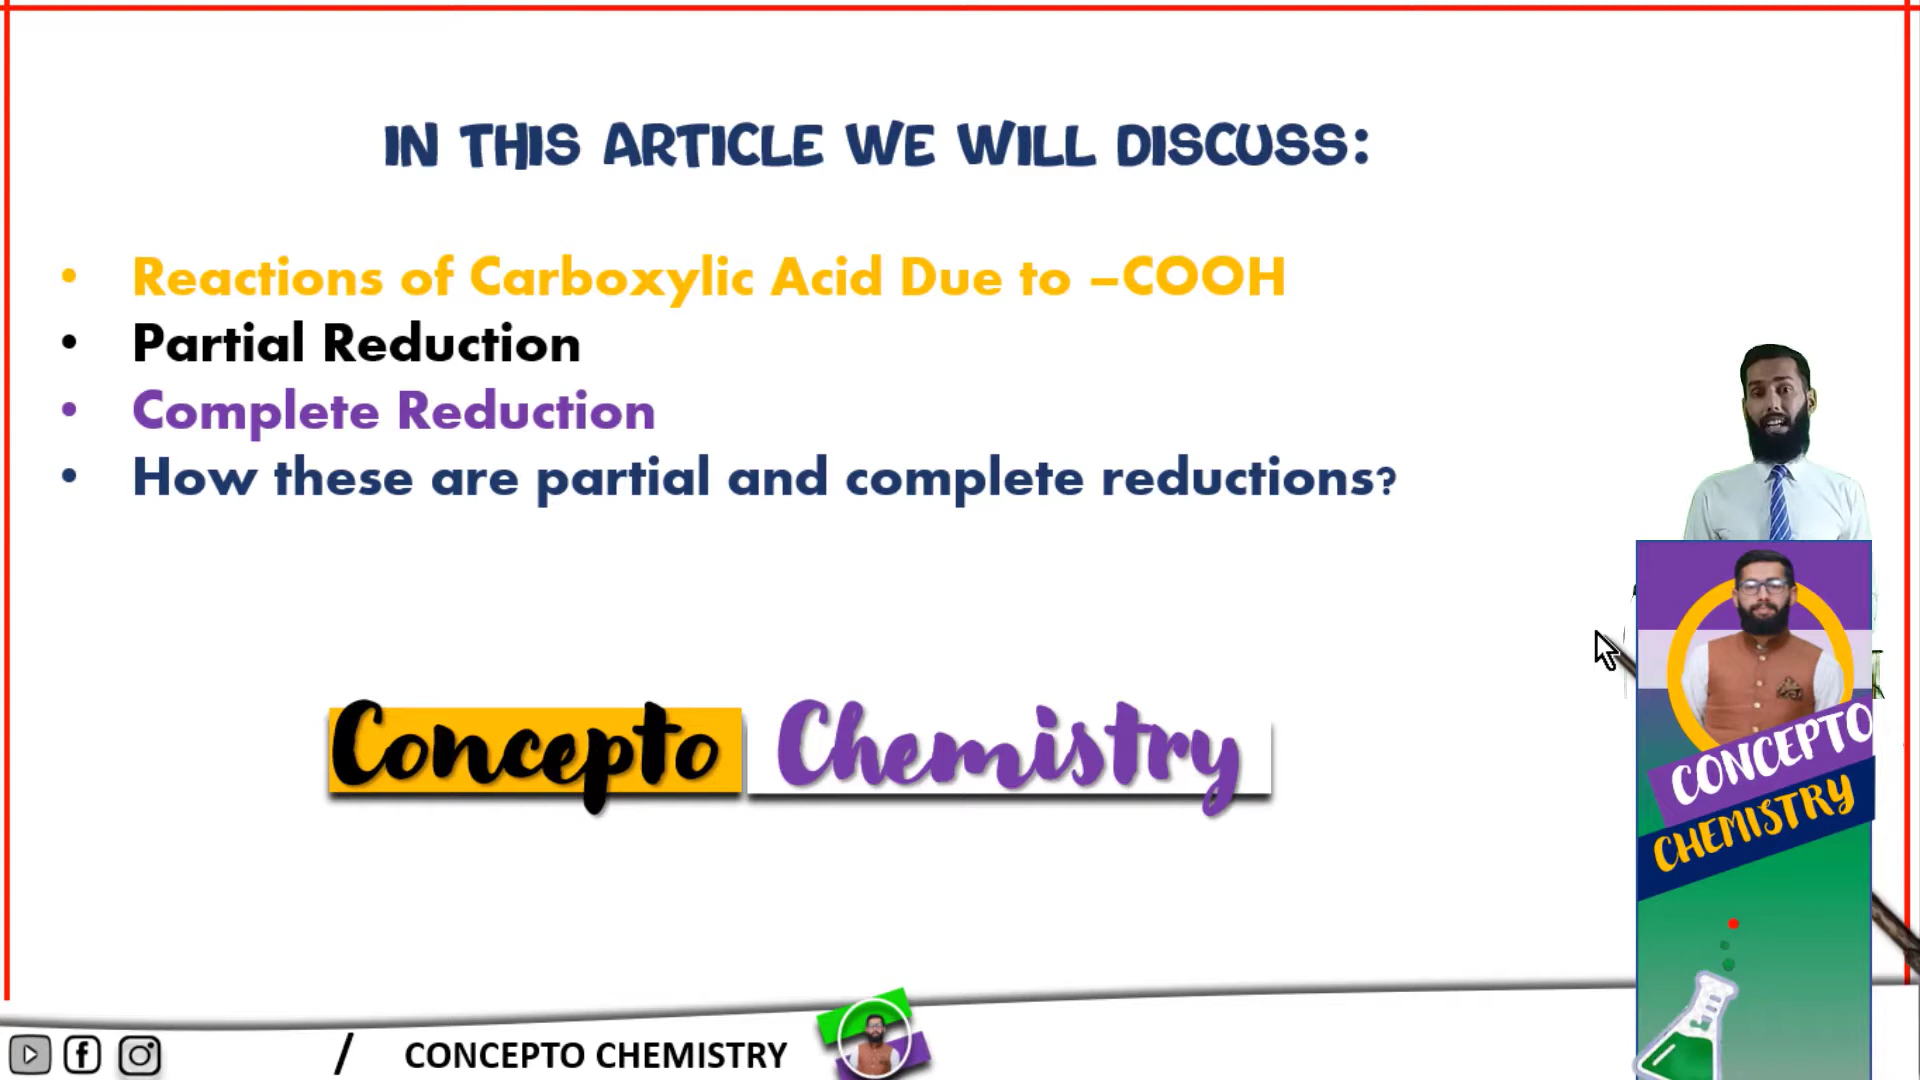 IN THIS ARTICLE WE WILL DISCUSS:
• Reactions of Carboxylic Acid Due to –COOH
• Partial Reduction
• Complete Reduction
• How these are partial and complete reductions?
Concepto Chemistry
CONCEPTO
CHEMISTRY
/ CONCEPTO CHEMISTRY